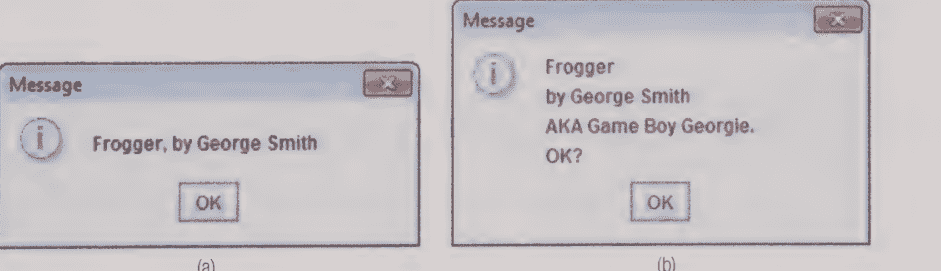 Message
Frogger, by George Smith
OK
(a)
Message
Frogger
by George Smith
AKA Game Boy Georgie.
OK?
OK
(b)